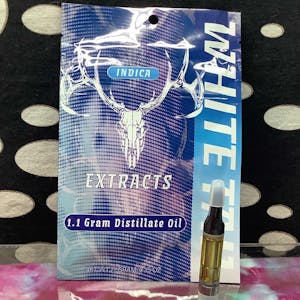 WHITE TAIL
INDICA
EXTRACTS
1.1 Gram Distillate Oil